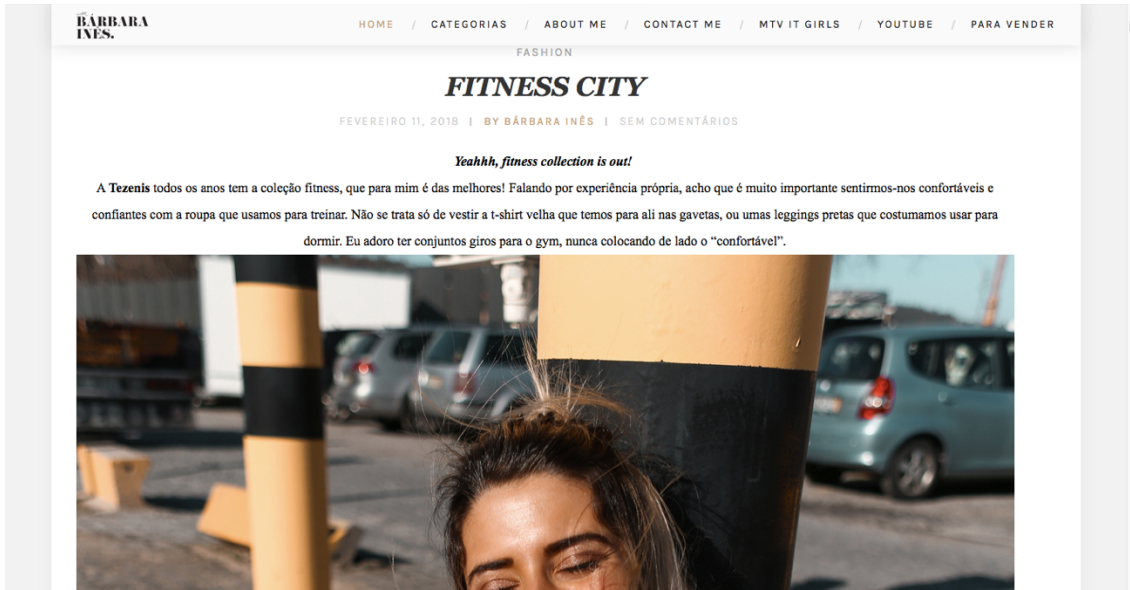 BÁRBARA
INÊS.
HOME / CATEGORIAS / ABOUT ME / CONTACT ME / MTV IT GIRLS / YOUTUBE / PARA VENDER
FASHION
FITNESS CITY
FEVEREIRO 11, 2018 | BY BÁRBARA INÊS | SEM COMENTÁRIOS
Yeahhh, fitness collection is out!
A Tezenis todos os anos tem a coleção fitness, que para mim é das melhores! Falando por experiência própria, acho que é muito importante sentirmos-nos confortáveis e
confiantes com a roupa que usamos para treinar. Não se trata só de vestir a t-shirt velha que temos para ali nas gavetas, ou umas leggings pretas que costumamos usar para
dormir. Eu adoro ter conjuntos giros para o gym, nunca colocando de lado o “confortável”.